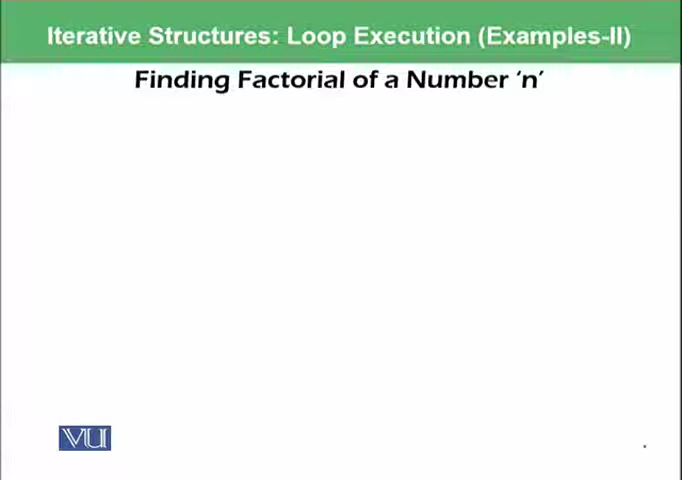 Iterative Structures: Loop Execution (Examples-II)
Finding Factorial of a Number ‘n’
VU